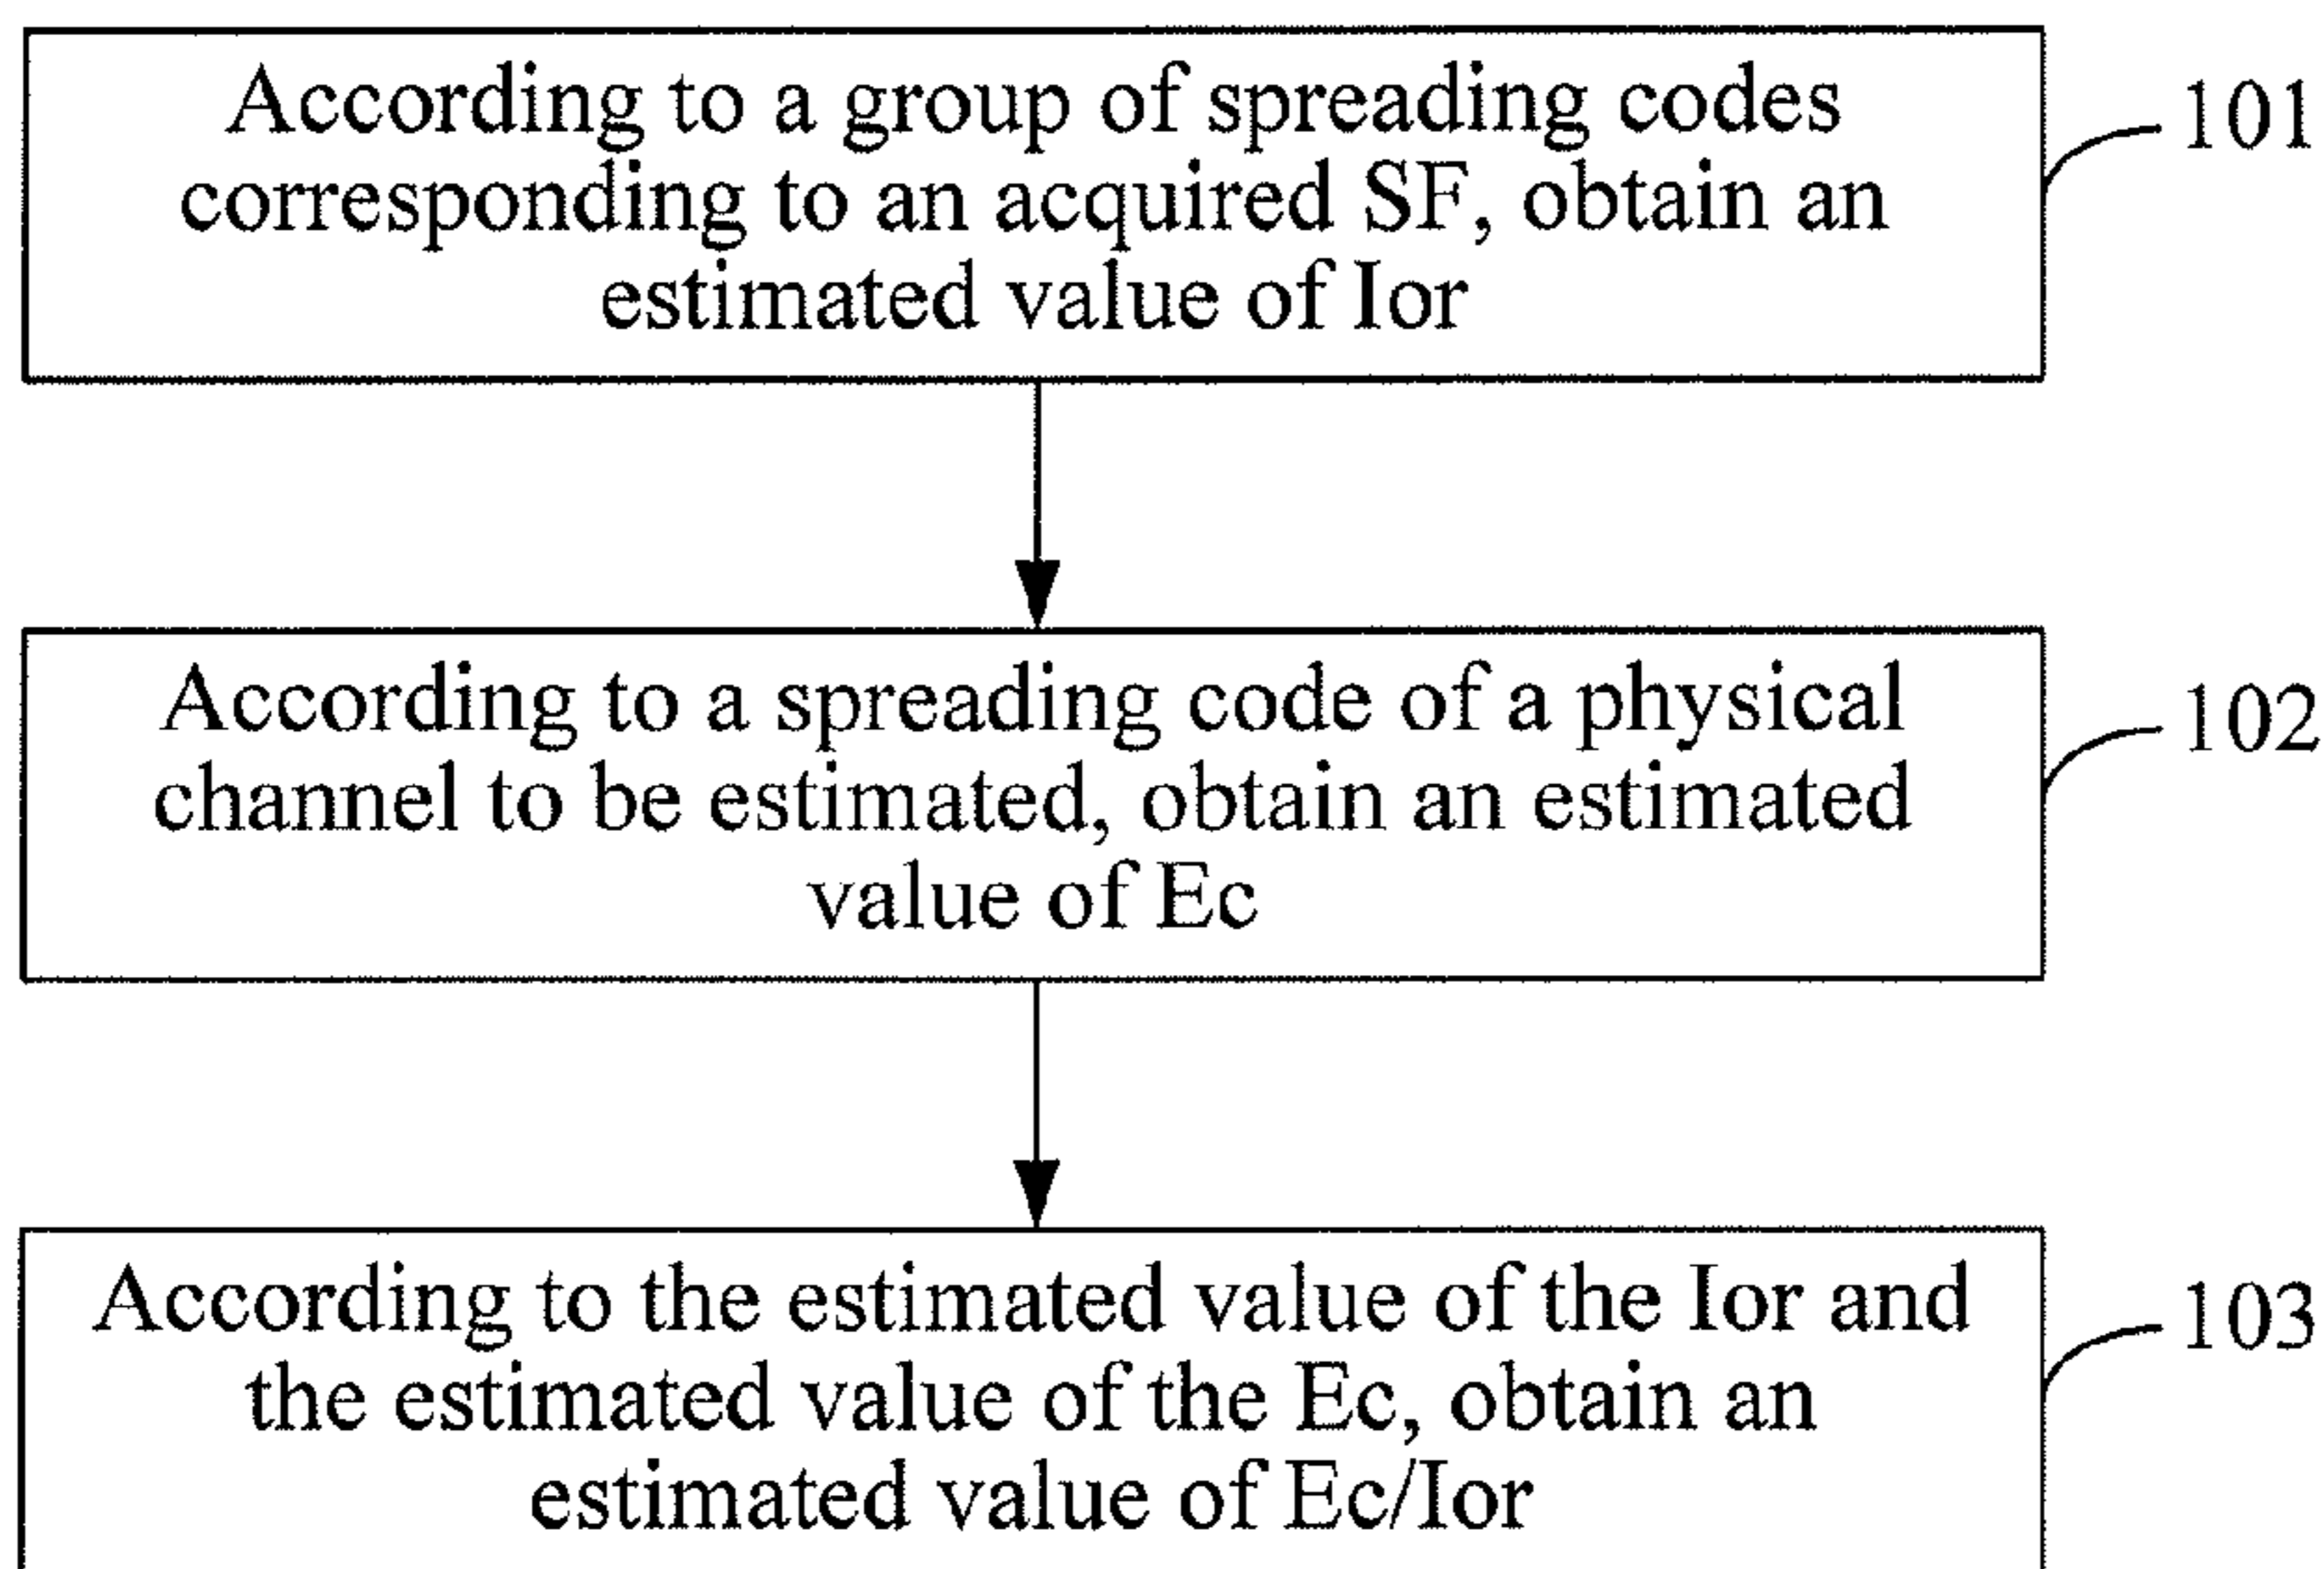 According to a group of spreading codes
corresponding to an acquired SF, obtain an
estimated value of Ior
101
According to a spreading code of a physical
channel to be estimated, obtain an estimated
value of Ec
102
According to the estimated value of the Ior and
the estimated value of the Ec, obtain an
estimated value of Ec/Ior
103